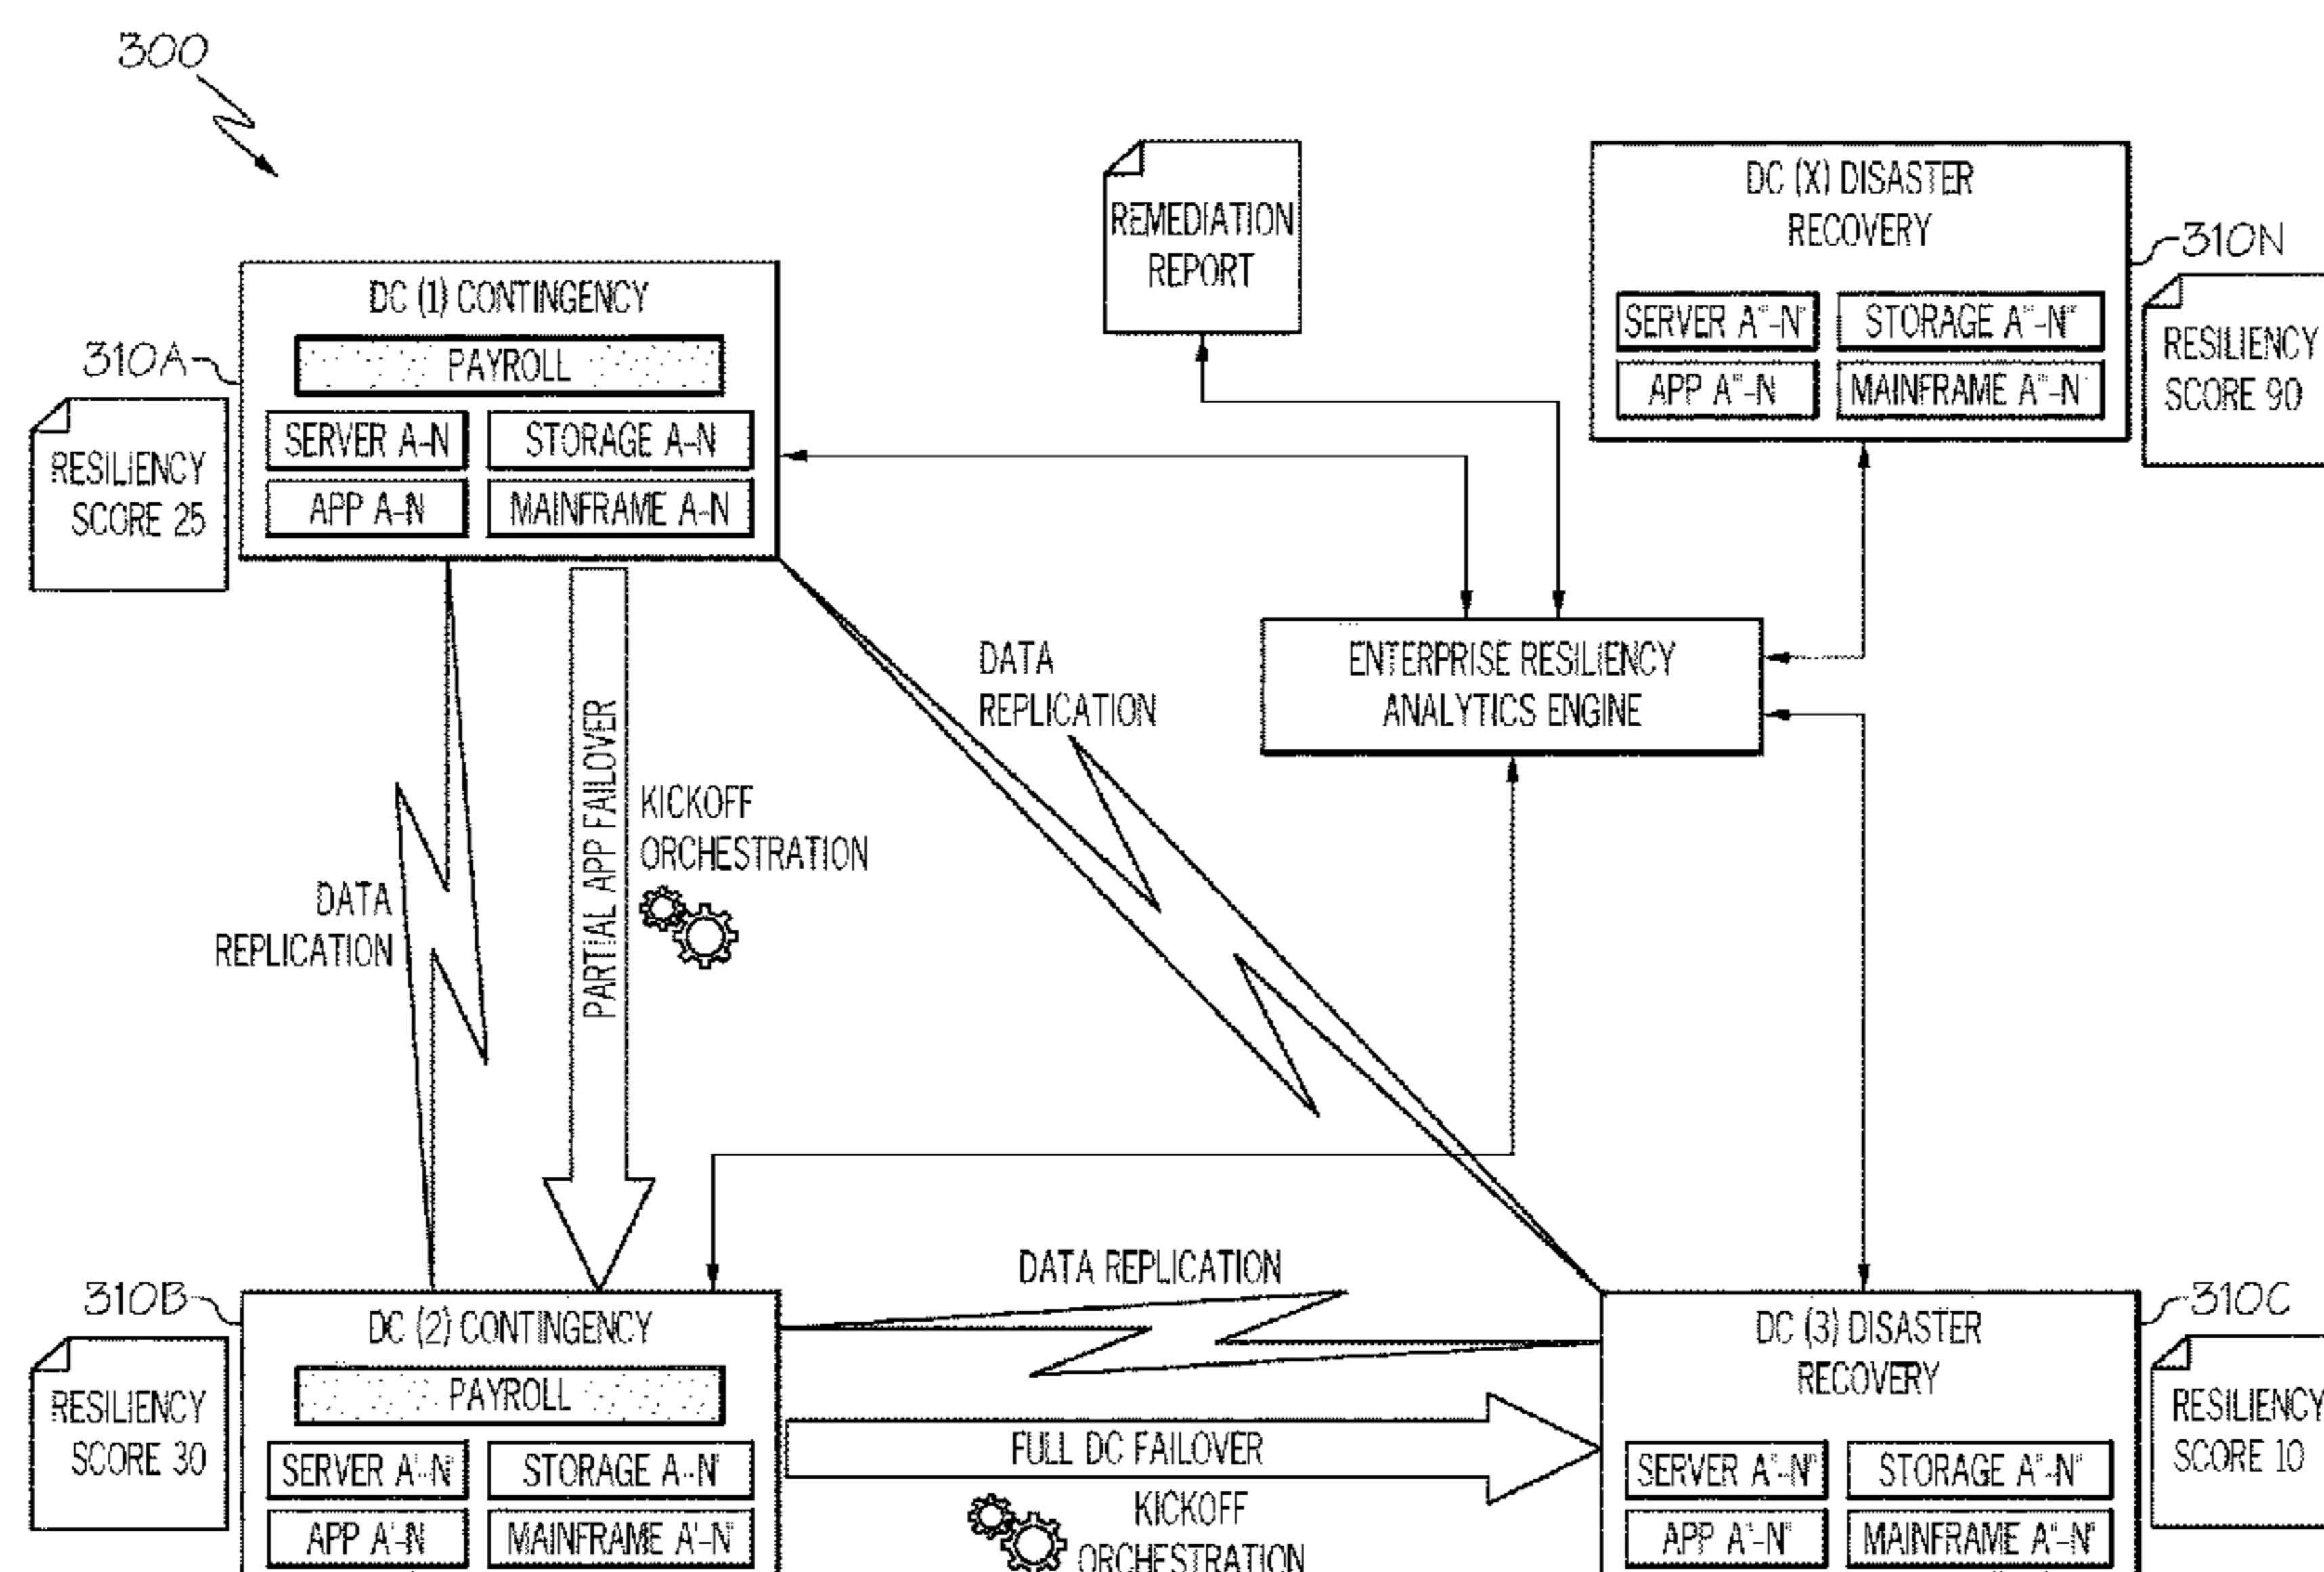 300
REMEDIATION
REPORT
DC (X) DISASTER
RECOVERY
310N
SERVER A'''-N'
STORAGE A'''-N''
APP A'''-N
MAINFRAME A'''-N'
RESILIENCY
SCORE 90
DC (1) CONTINGENCY
310A
PAYROLL
SERVER A-N
STORAGE A-N
APP A-N
MAINFRAME A-N
RESILIENCY
SCORE 25
ENTERPRISE RESILIENCY
ANALYTICS ENGINE
DATA
REPLICATION
PARTIAL APP FAILOVER
KICKOFF
ORCHESTRATION
DATA
REPLICATION
310B
DC (2) CONTINGENCY
PAYROLL
SERVER A'-N'
STORAGE A-N'
APP A'-N
MAINFRAME A'-N'
RESILIENCY
SCORE 30
DATA REPLICATION
FULL DC FAILOVER
KICKOFF
ORCHESTRATION
310C
DC (3) DISASTER
RECOVERY
SERVER A"-N"
STORAGE A"-N"
APP A"-N"
MAINFRAME A"-N"
RESILIENCY
SCORE 10